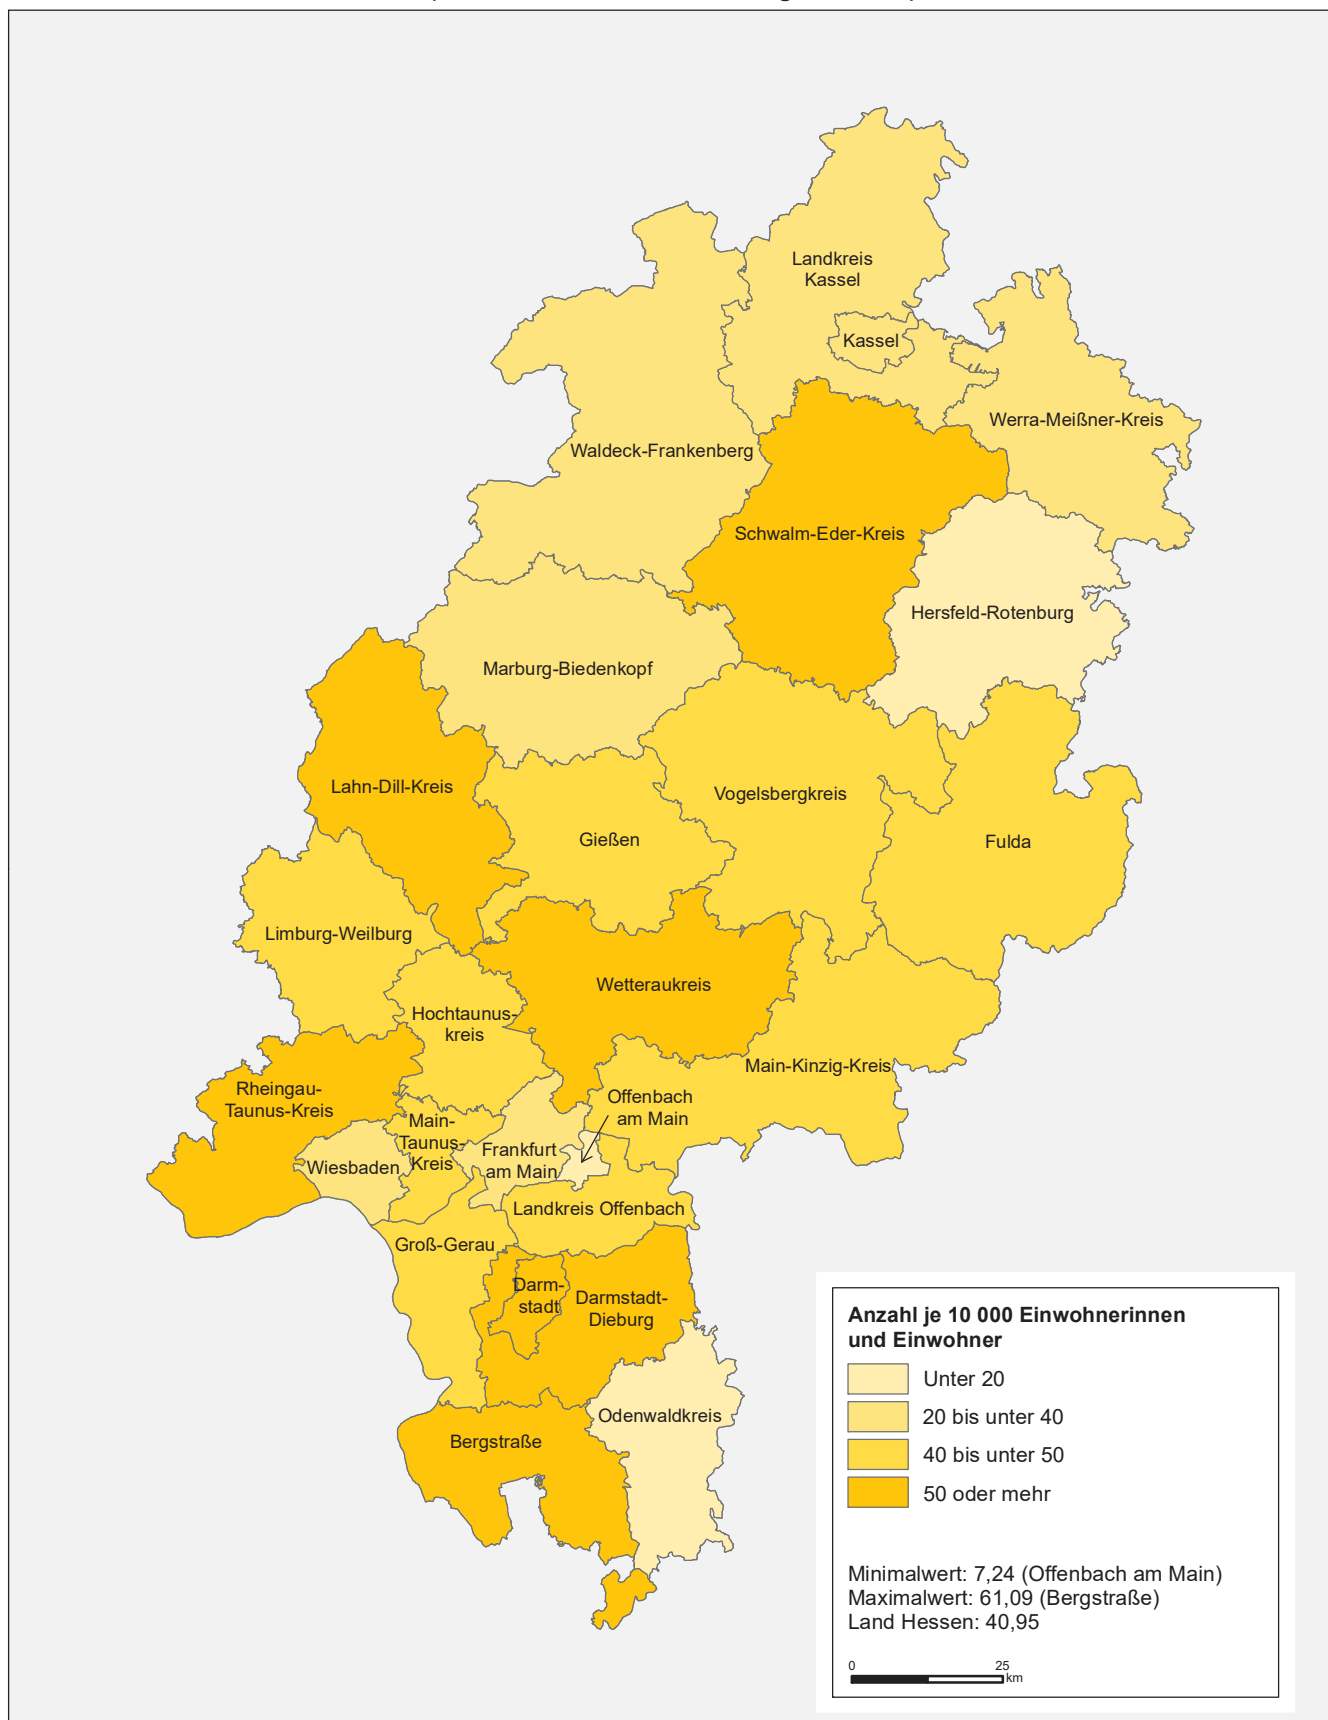 Landkreis
Kassel
Kassel
Werra-Meißner-Kreis
Waldeck-Frankenberg
Schwalm-Eder-Kreis
Hersfeld-Rotenburg
Marburg-Biedenkopf
Lahn-Dill-Kreis
Vogelsbergkreis
Gießen
Fulda
Limburg-Weilburg
Wetteraukreis
Hochtaunus-
kreis
Main-Kinzig-Kreis
Rheingau-
Taunus-Kreis
Offenbach
am Main
Main-
Taunus-
Kreis
Frankfurt
am Main
Wiesbaden
Landkreis Offenbach
Groß-Gerau
Darm-
stadt
Darmstadt-
Dieburg
Odenwaldkreis
Bergstraße
Anzahl je 10 000 Einwohnerinnen
und Einwohner
Unter 20
20 bis unter 40
40 bis unter 50
50 oder mehr
Minimalwert: 7,24 (Offenbach am Main)
Maximalwert: 61,09 (Bergstraße)
Land Hessen: 40,95
0 25
km